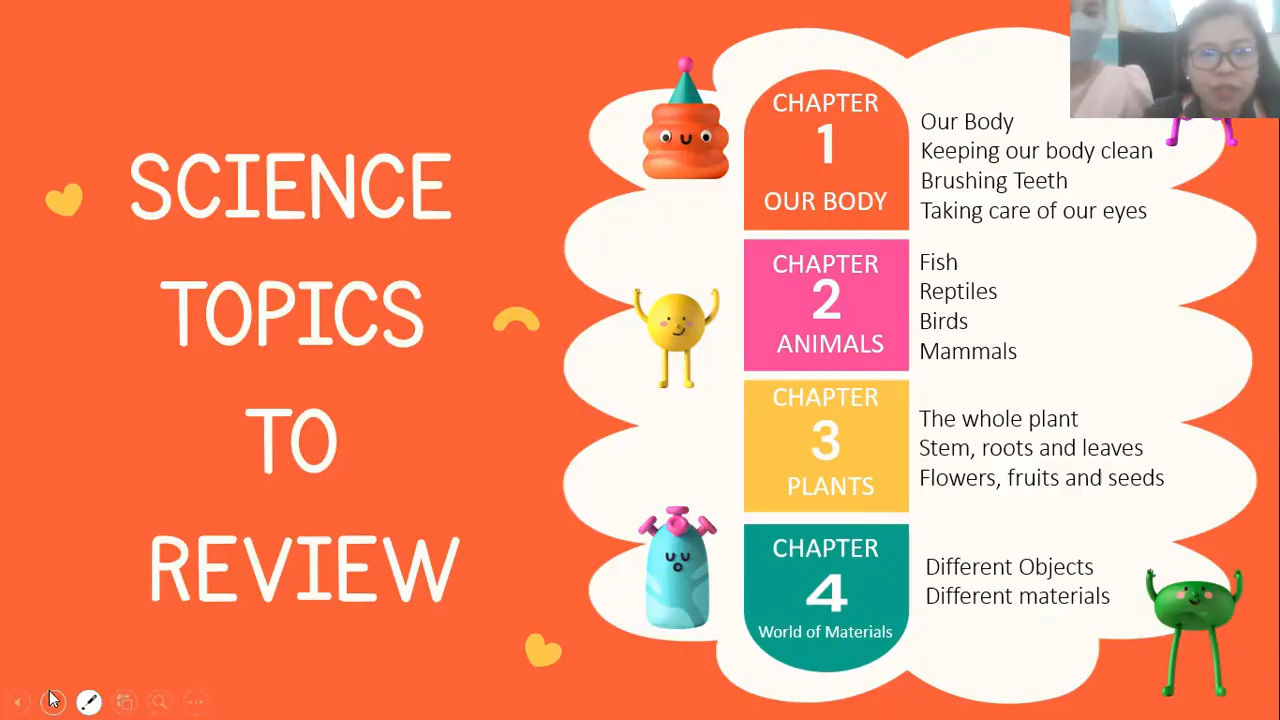 SCIENCE
TOPICS
TO
REVIEW
CHAPTER
1
OUR BODY
Our Body
Keeping our body clean
Brushing Teeth
Taking care of our eyes
CHAPTER
2
ANIMALS
Fish
Reptiles
Birds
Mammals
CHAPTER
3
PLANTS
The whole plant
Stem, roots and leaves
Flowers, fruits and seeds
CHAPTER
4
World of Materials
Different Objects
Different materials